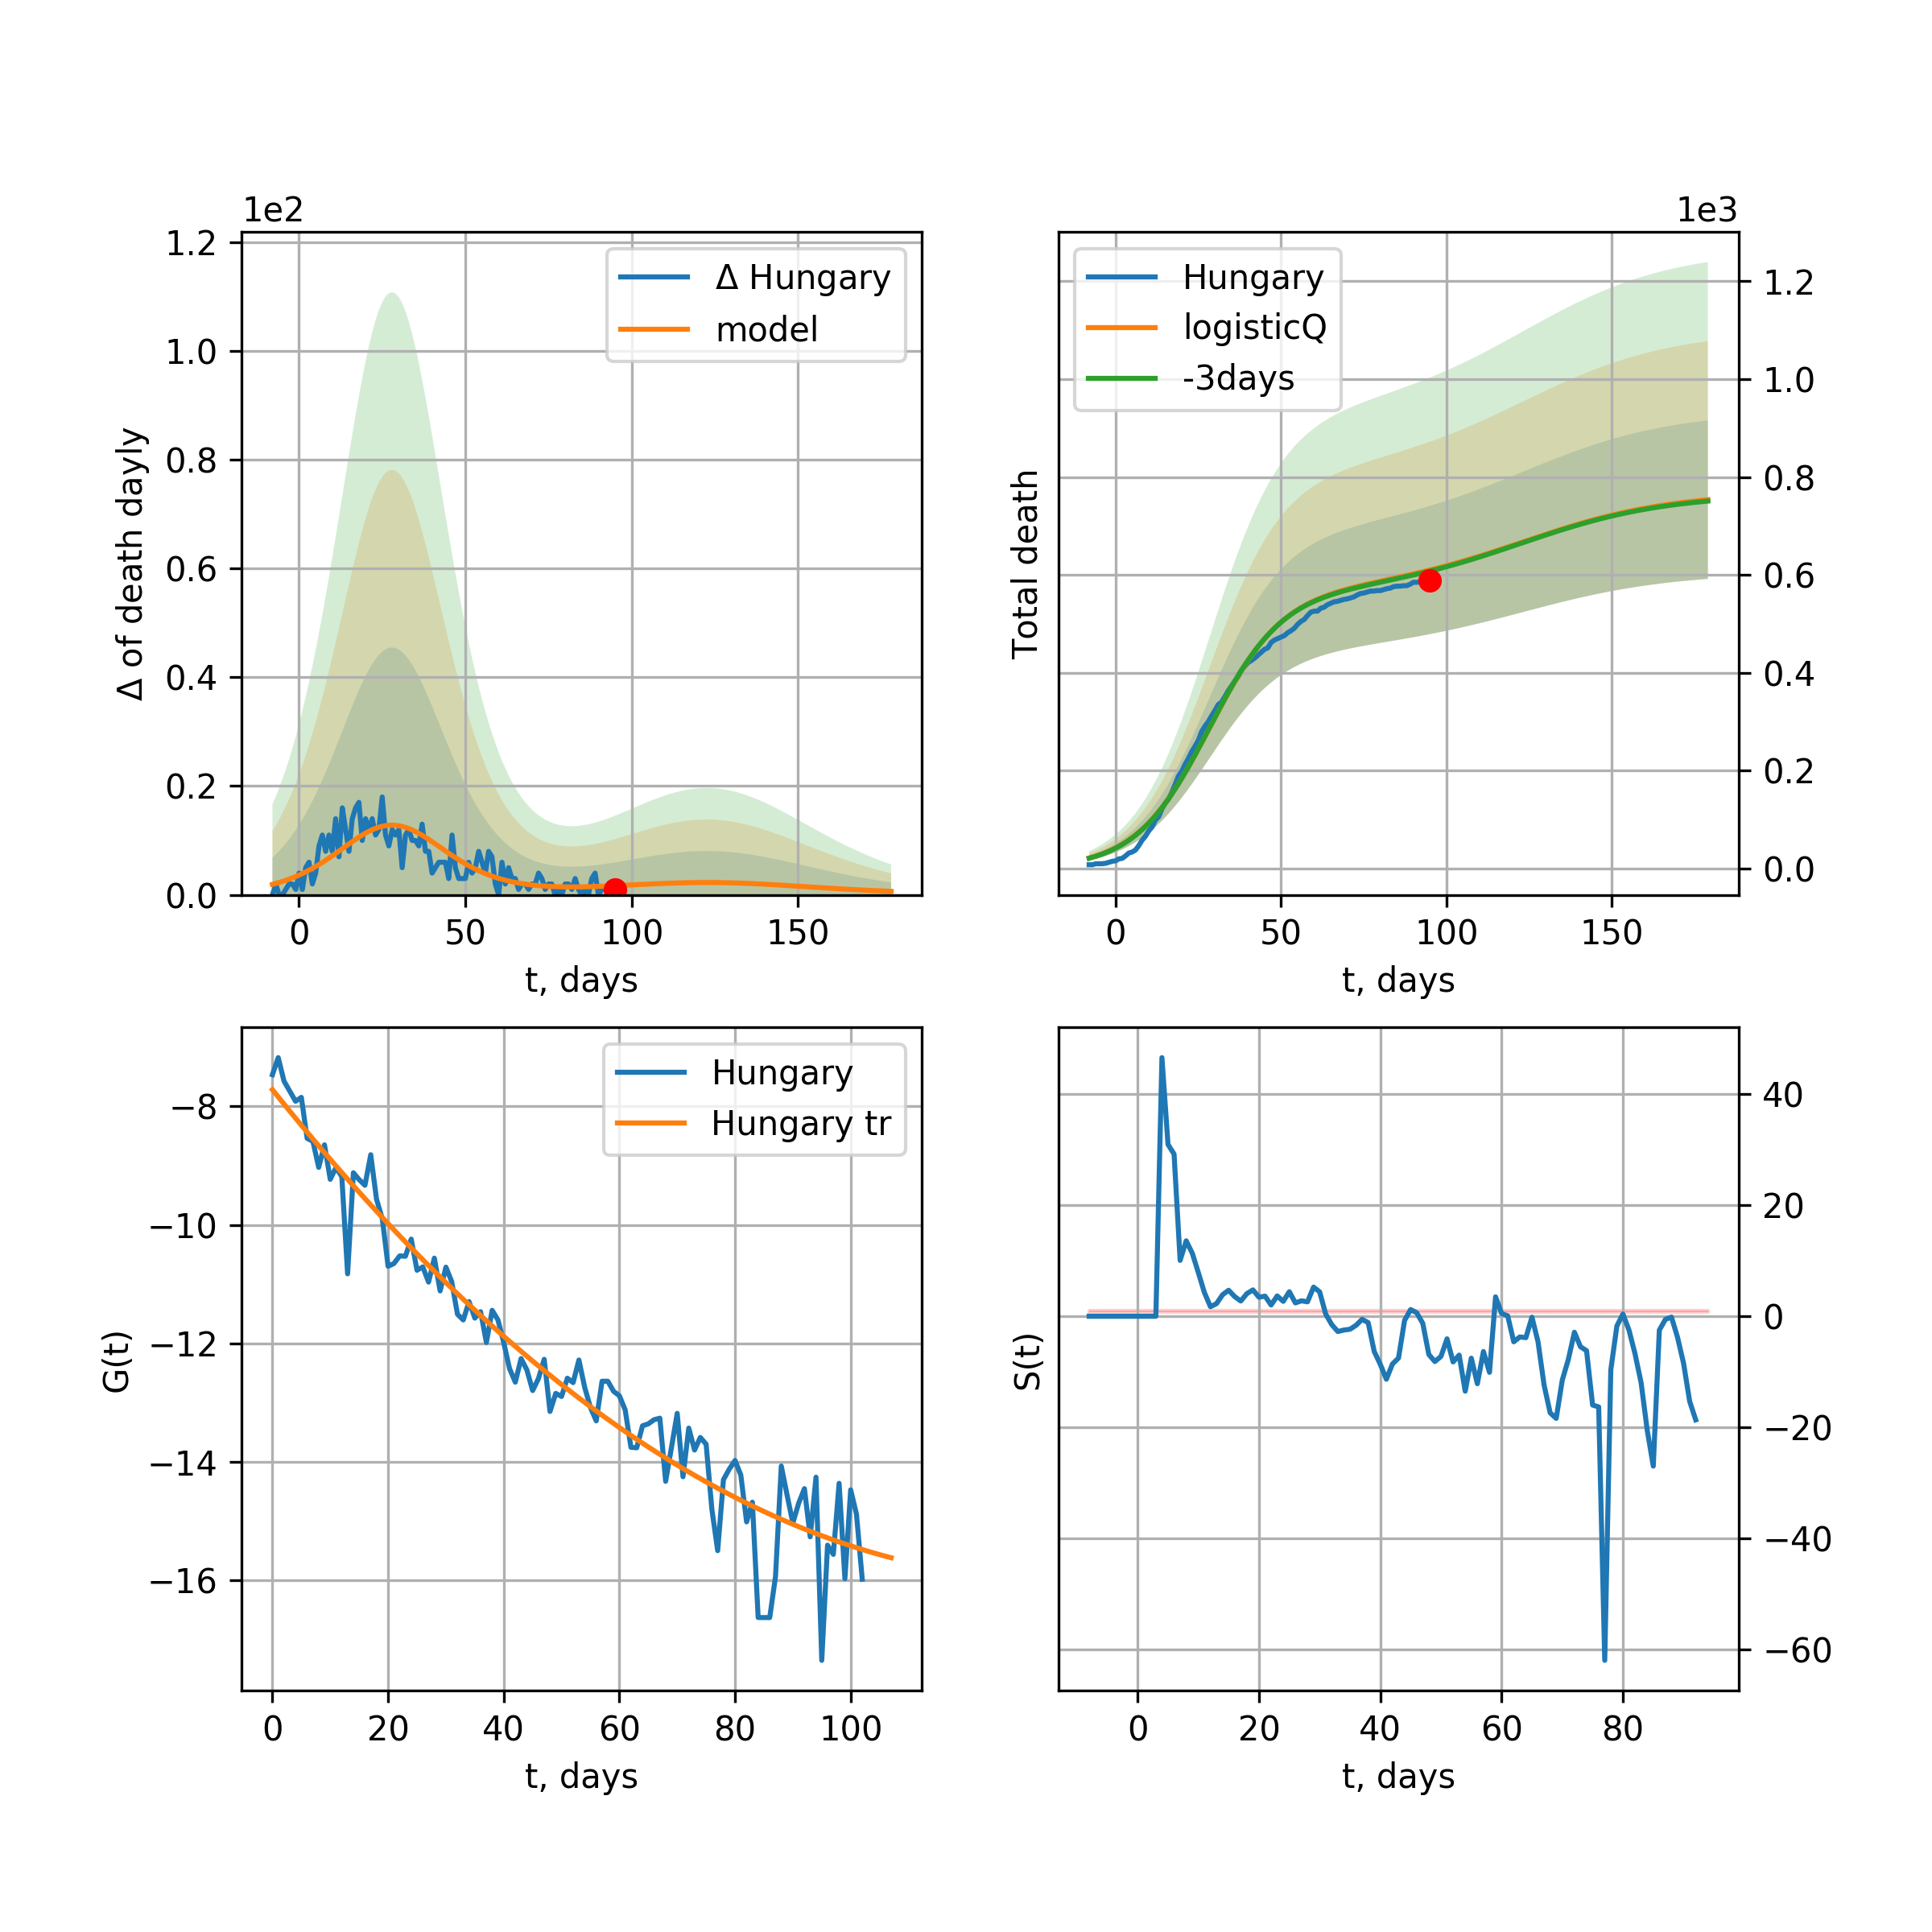 1e2
1.2
1.0
0.8
0.6
0.4
0.2
0.0
Δ of death dayly
Δ Hungary
model
0 50 100 150
t, days
1e3
Hungary
logisticQ
-3days
Total death
1.2
1.0
0.8
0.6
0.4
0.2
0.0
0 50 100 150
t, days
−8
−10
−12
−14
−16
G(t)
Hungary
Hungary tr
0 20 40 60 80 100
t, days
S(t)
40
20
0
−20
−40
−60
0 20 40 60 80
t, days